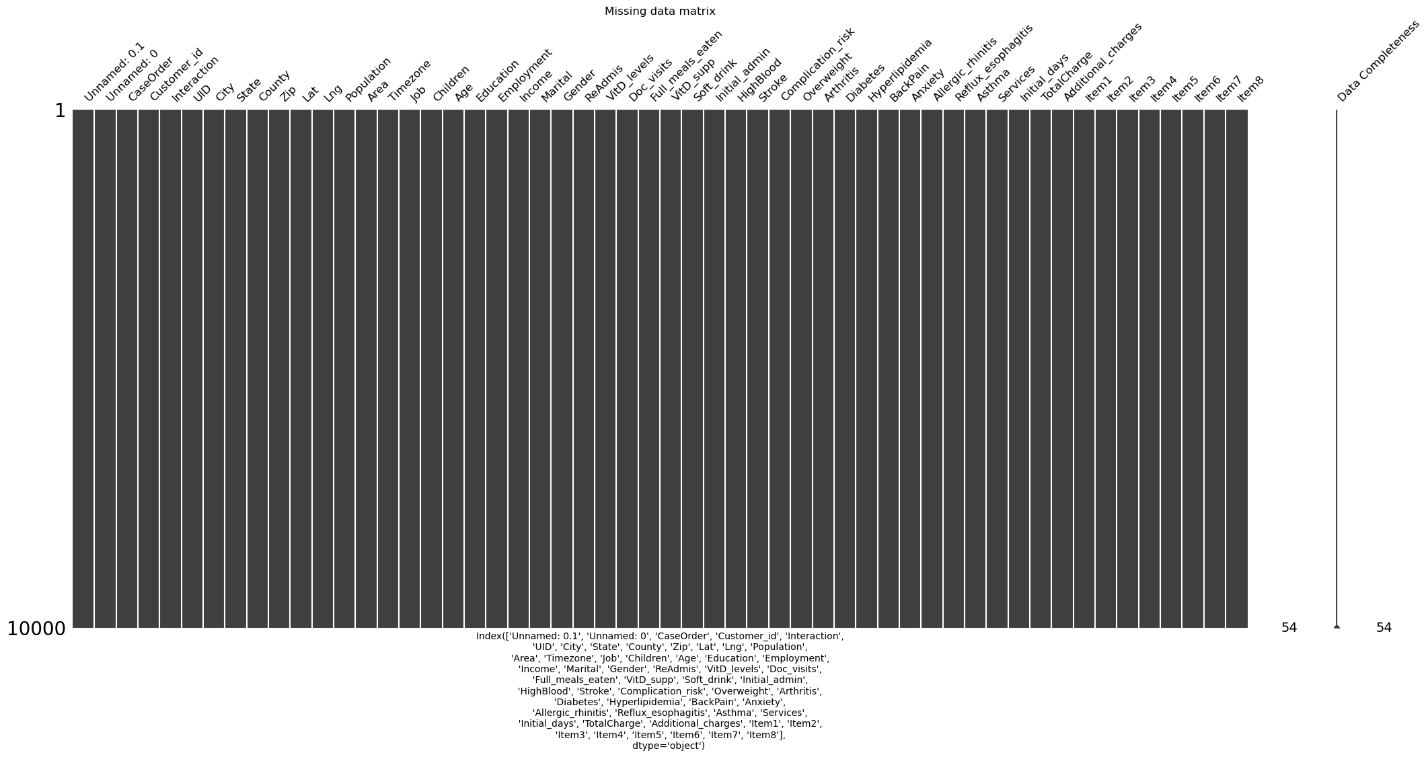 Missing data matrix
Unnamed: 0.1
Unnamed: 0
CaseOrder
Customer_id
Interaction
UID
City
State
County
Zip
Lat
Lng
Population
Area
Timezone
Job
Children
Age
Education
Employment
Income
Marital
Gender
ReAdmis
VitD_levels
Doc_visits
Full_meals_eaten
VitD_supp
Soft_drink
Initial_admin
HighBlood
Stroke
Complication_risk
Overweight
Arthritis
Diabetes
Hyperlipidemia
BackPain
Anxiety
Allergic_rhinitis
Reflux_esophagitis
Asthma
Services
Initial_days
TotalCharge
Additional_charges
Item1
Item2
Item3
Item4
Item5
Item6
Item7
Item8
Data Completeness
1
10000
54
54
Index(['Unnamed: 0.1', 'Unnamed: 0', 'CaseOrder', 'Customer_id', 'Interaction',
'UID', 'City', 'State', 'County', 'Zip', 'Lat', 'Lng', 'Population',
'Area', 'Timezone', 'Job', 'Children', 'Age', 'Education', 'Employment',
'Income', 'Marital', 'Gender', 'ReAdmis', 'VitD_levels', 'Doc_visits',
'Full_meals_eaten', 'VitD_supp', 'Soft_drink', 'Initial_admin',
'HighBlood', 'Stroke', 'Complication_risk', 'Overweight', 'Arthritis',
'Diabetes', 'Hyperlipidemia', 'BackPain', 'Anxiety',
'Allergic_rhinitis', 'Reflux_esophagitis', 'Asthma', 'Services',
'Initial_days', 'TotalCharge', 'Additional_charges', 'Item1', 'Item2',
'Item3', 'Item4', 'Item5', 'Item6', 'Item7', 'Item8'],
dtype='object')